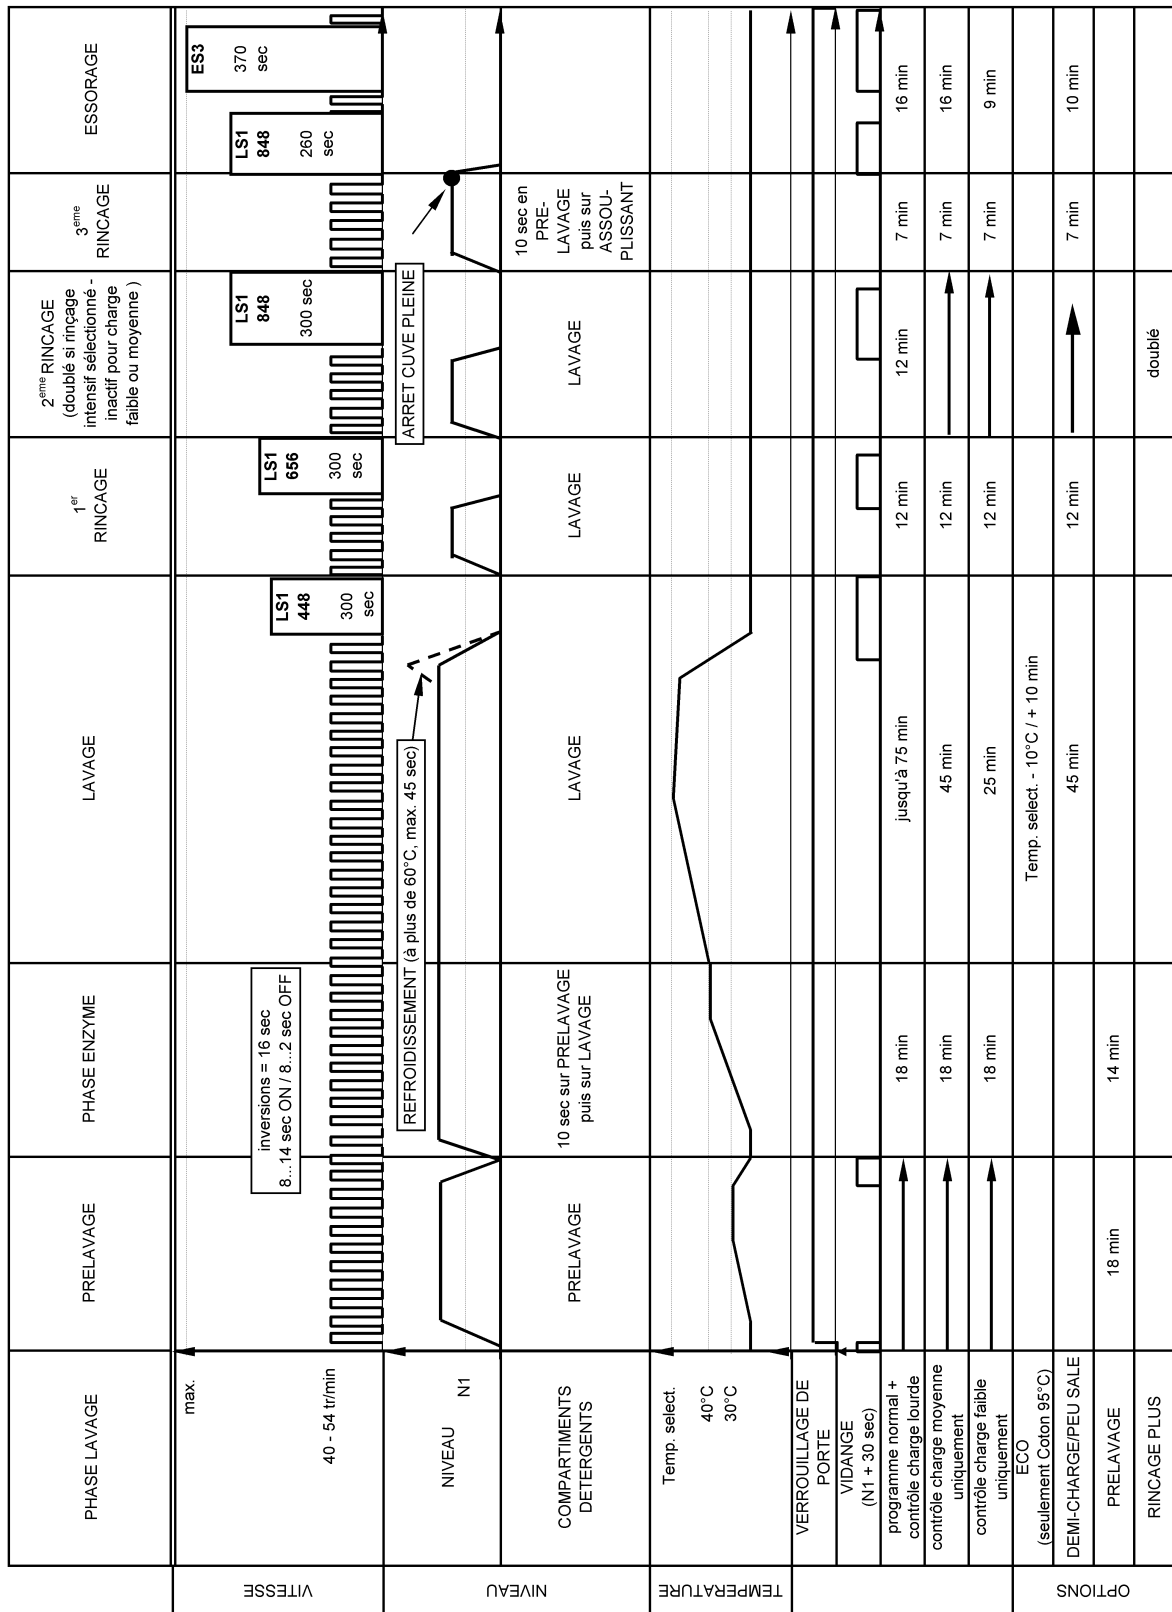 PHASE LAVAGE
PRELAVAGE
PHASE ENZYME
LAVAGE
1er
RINCAGE
2eme RINCAGE
(doublé si rinçage
intensif sélectionné -
inactif pour charge
faible ou moyenne )
3eme
RINCAGE
ESSORAGE
VITESSE
max.
40 - 54 tr/min
inversions = 16 sec
8...14 sec ON / 8...2 sec OFF
LS1
448
300
sec
LS1
656
300
sec
LS1
848
300 sec
LS1
848
260
sec
ES3
370
sec
NIVEAU
NIVEAU
N1
REFROIDISSEMENT (à plus de 60°C, max. 45 sec)
ARRET CUVE PLEINE
COMPARTIMENTS
DETERGENTS
PRELAVAGE
10 sec sur PRELAVAGE
puis sur LAVAGE
LAVAGE
LAVAGE
LAVAGE
10 sec en
PRE-
LAVAGE
puis sur
ASSOU-
PLISSANT
TEMPERATURE
Temp. select.
40°C
30°C
VERROUILLAGE DE
PORTE
VIDANGE
(N1 + 30 sec)
programme normal +
contrôle charge lourde
18 min
jusqu'à 75 min
12 min
12 min
7 min
16 min
contrôle charge moyenne
uniquement
18 min
45 min
12 min
7 min
16 min
contrôle charge faible
uniquement
18 min
25 min
12 min
7 min
9 min
OPTIONS
ECO
(seulement Coton 95°C)
Temp. select. - 10°C / + 10 min
DEMI-CHARGE/PEU SALE
45 min
12 min
7 min
10 min
PRELAVAGE
18 min
14 min
RINCAGE PLUS
doublé